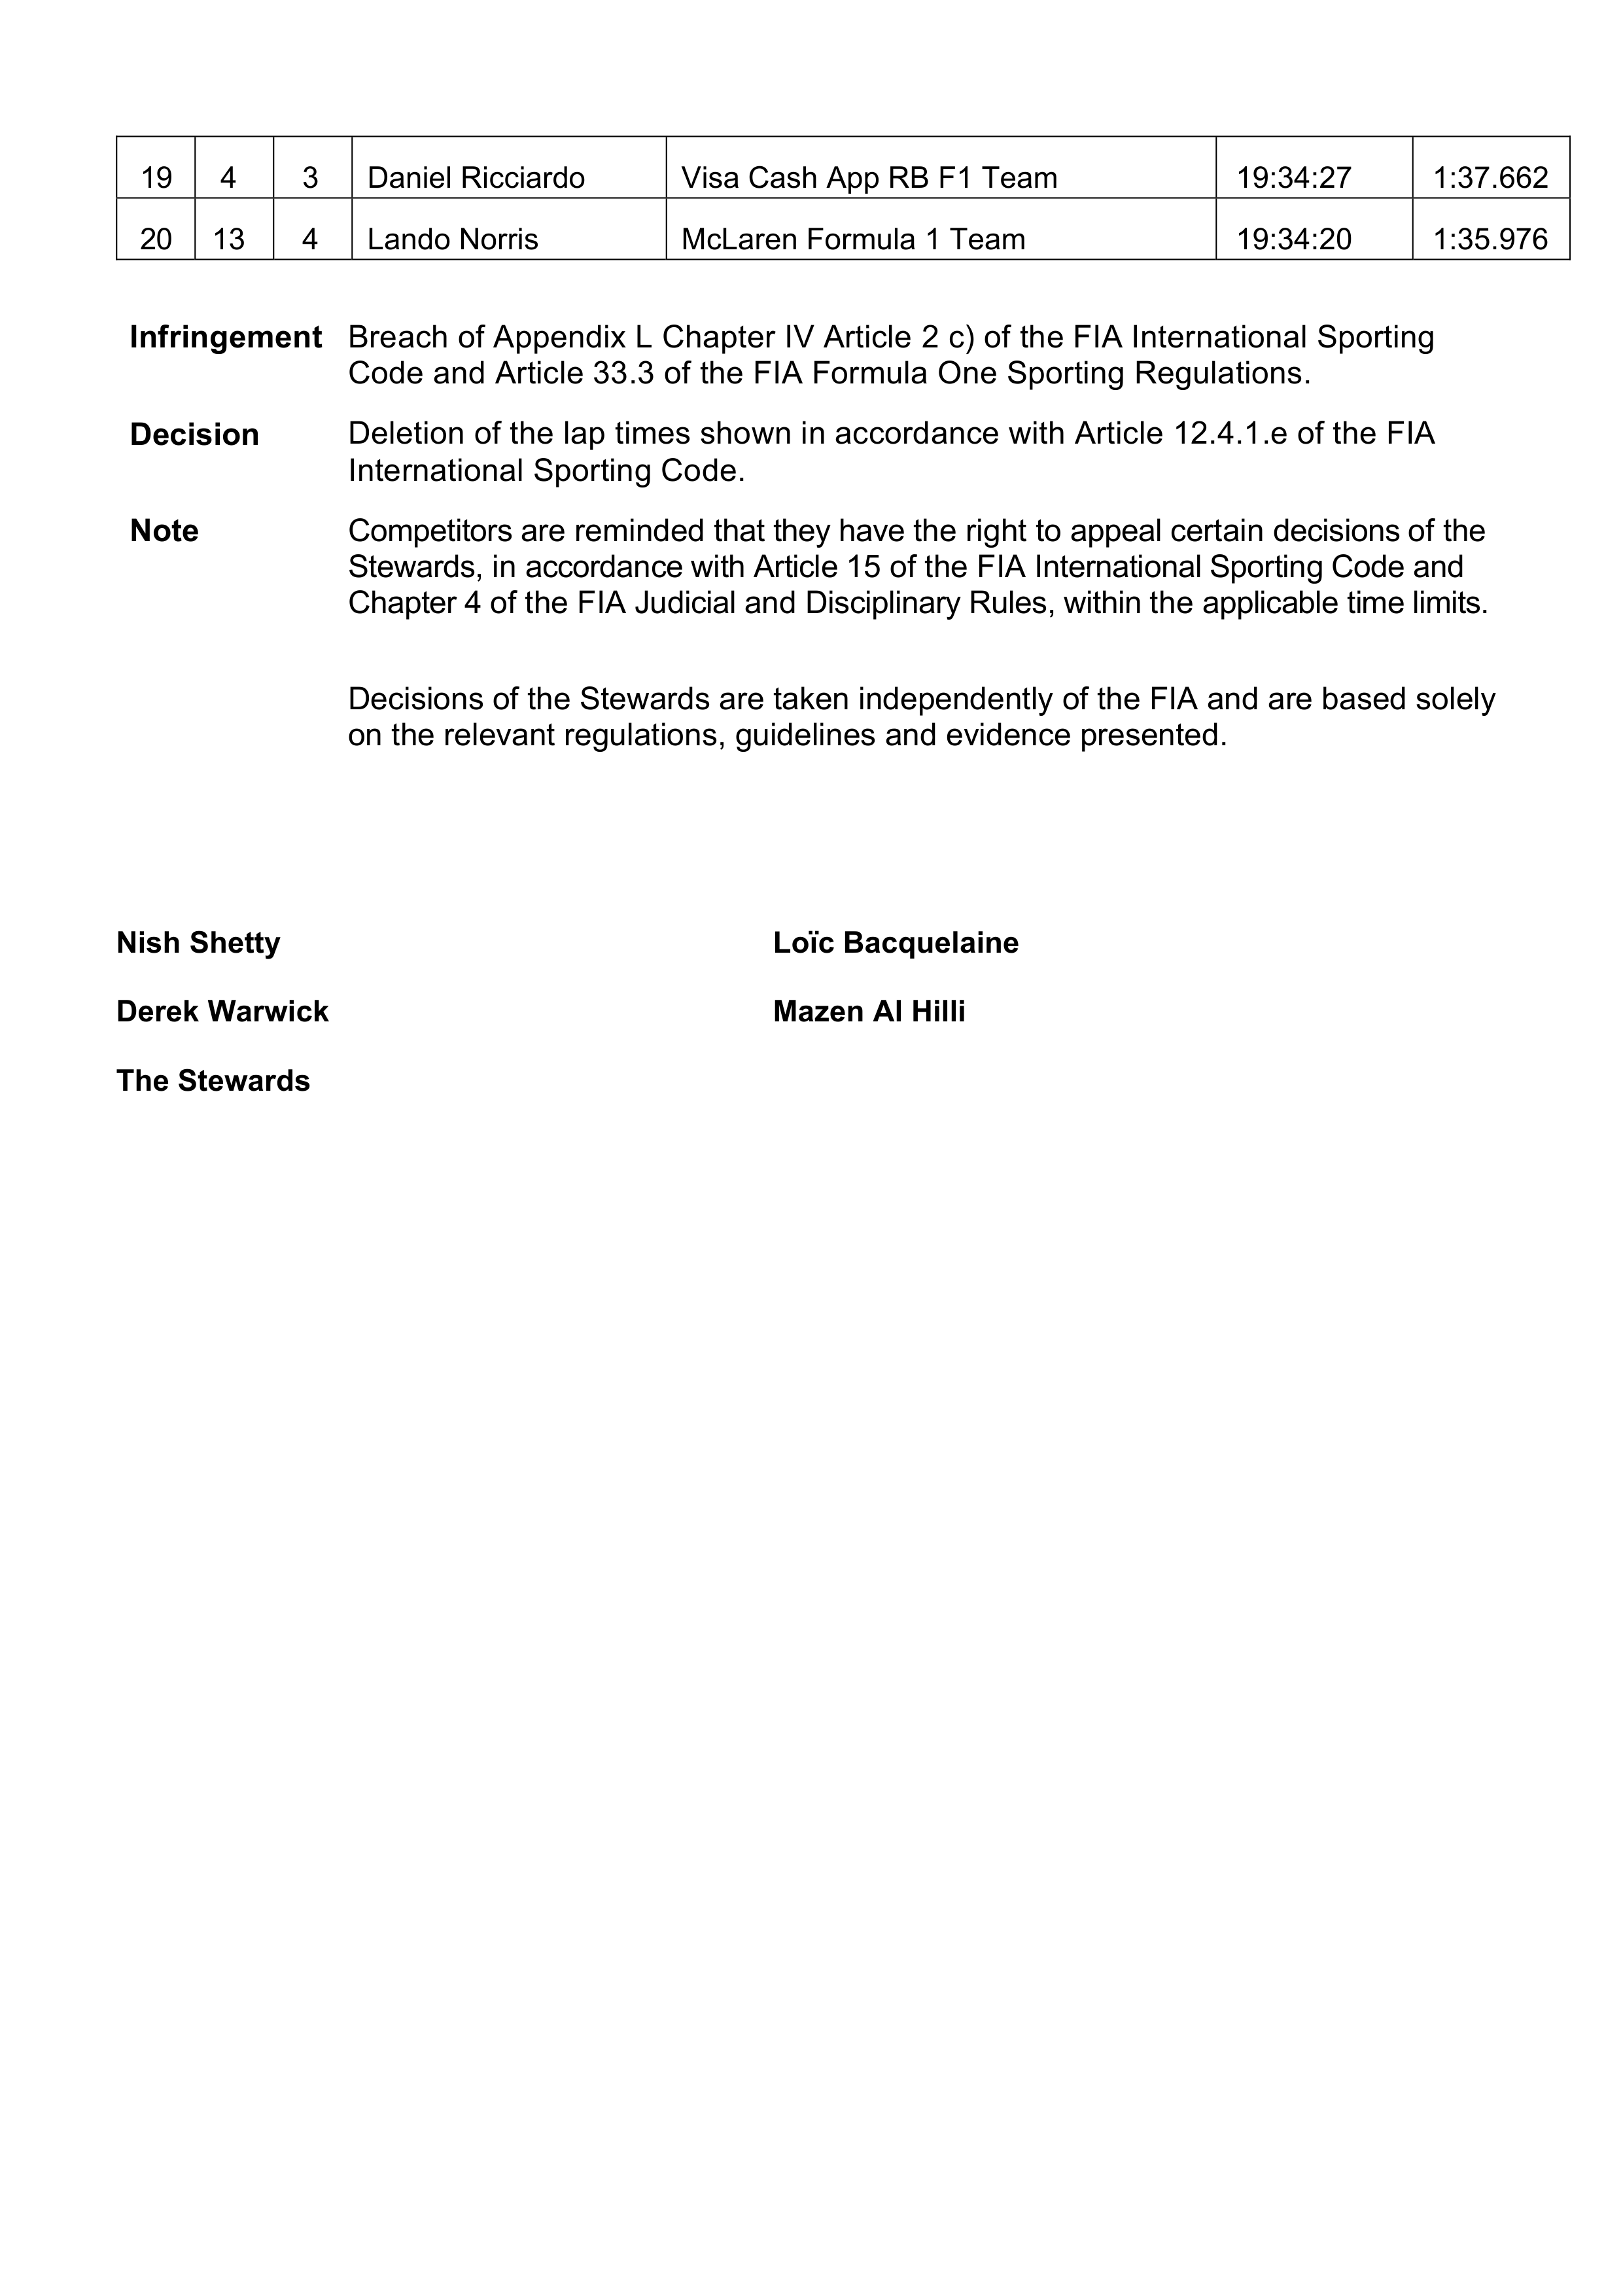 19 4 3 Daniel Ricciardo Visa Cash App RB F1 Team 19:34:27 1:37.662
20 13 4 Lando Norris McLaren Formula 1 Team 19:34:20 1:35.976
Infringement Breach of Appendix L Chapter IV Article 2 c) of the FIA International Sporting
Code and Article 33.3 of the FIA Formula One Sporting Regulations.
Decision Deletion of the lap times shown in accordance with Article 12.4.1.e of the FIA
International Sporting Code.
Note Competitors are reminded that they have the right to appeal certain decisions of the
Stewards, in accordance with Article 15 of the FIA International Sporting Code and
Chapter 4 of the FIA Judicial and Disciplinary Rules, within the applicable time limits.
Decisions of the Stewards are taken independently of the FIA and are based solely
on the relevant regulations, guidelines and evidence presented.
Nish Shetty Loïc Bacquelaine
Derek Warwick Mazen Al Hilli
The Stewards